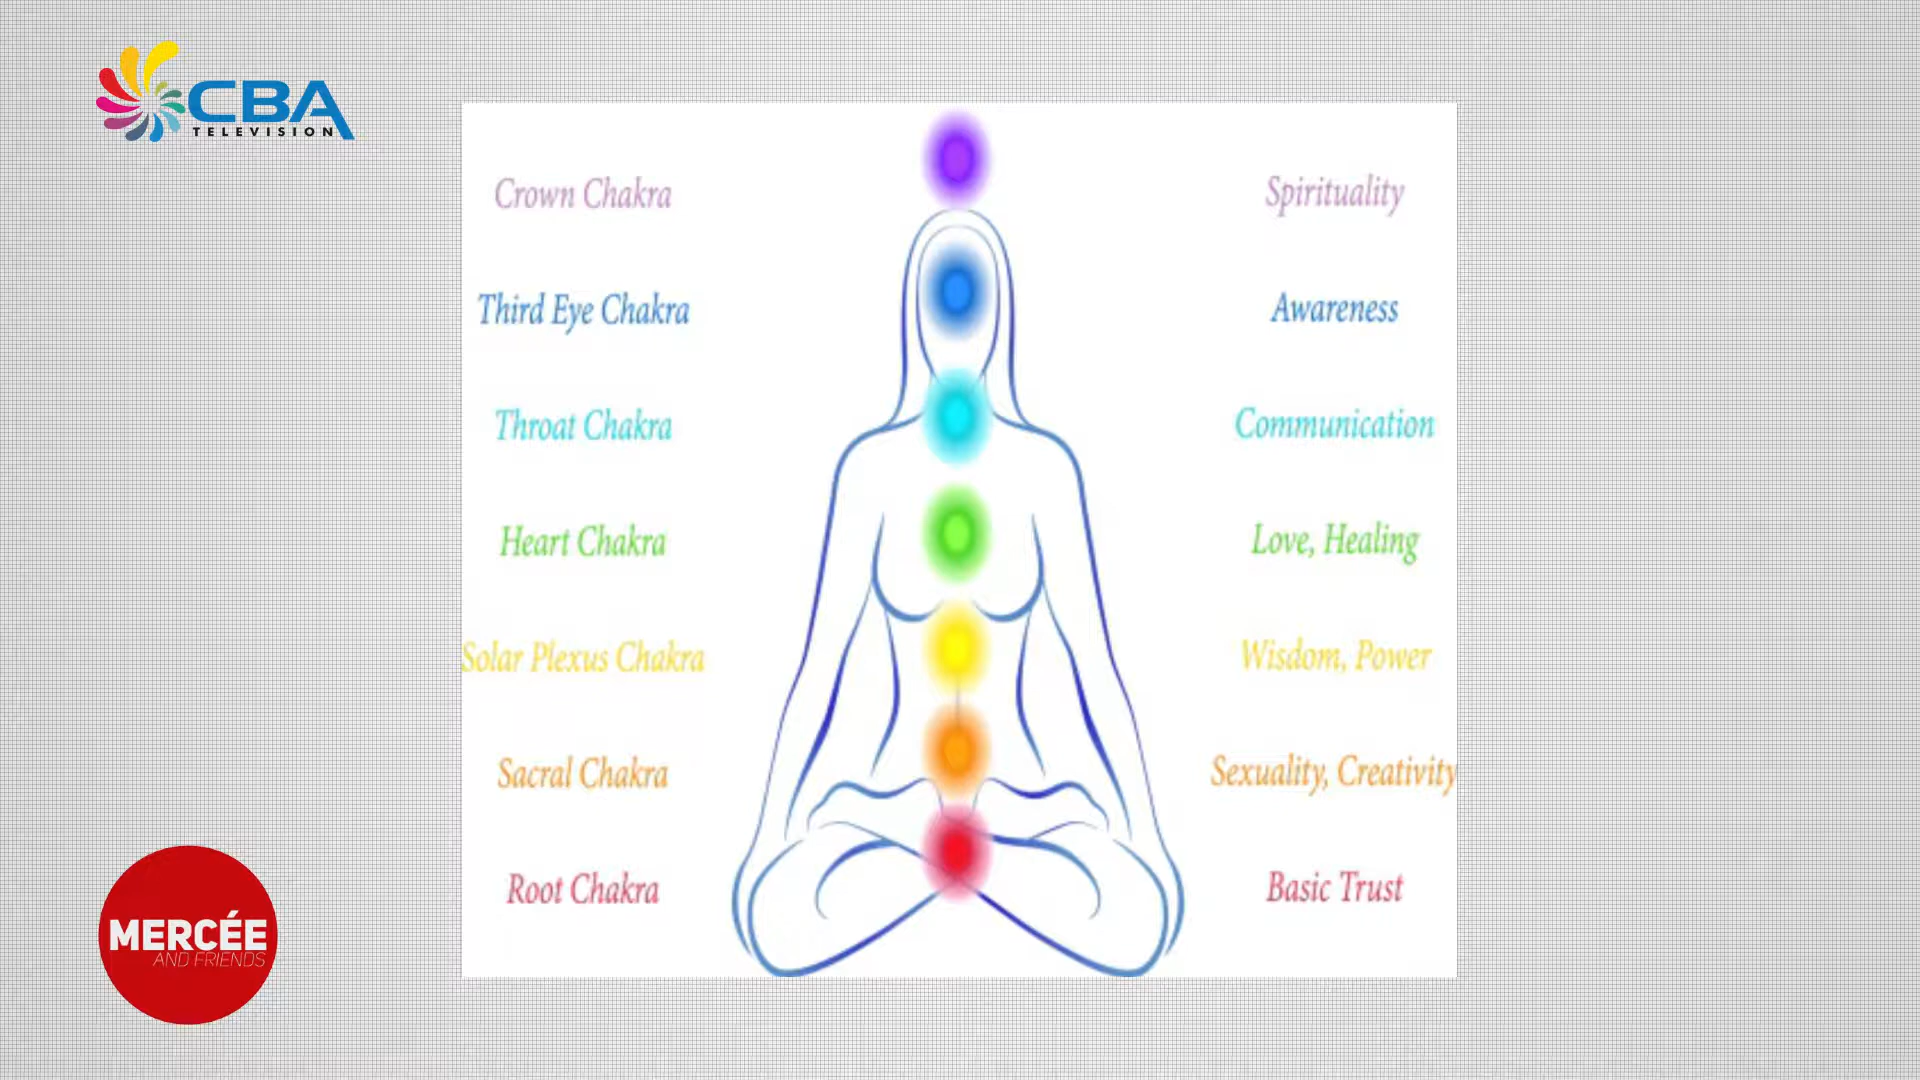 CBA
TELEVISION
Crown Chakra
Spirituality
Third Eye Chakra
Awareness
Throat Chakra
Communication
Heart Chakra
Love, Healing
Solar Plexus Chakra
Wisdom, Power
Sacral Chakra
Sexuality, Creativity
Root Chakra
Basic Trust
MERCÉE
AND FRIENDS